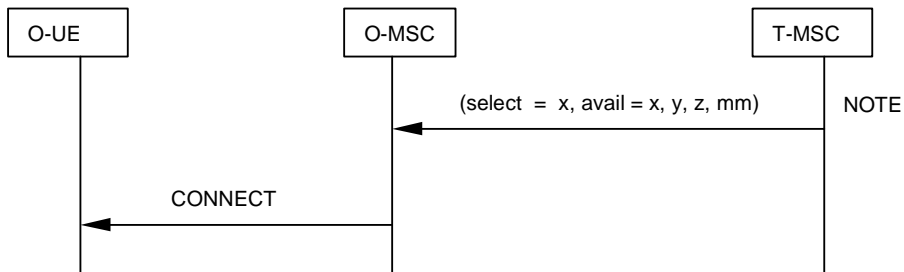 O-UE
O-MSC
T-MSC
(select = x, avail = x, y, z, mm)
NOTE
CONNECT